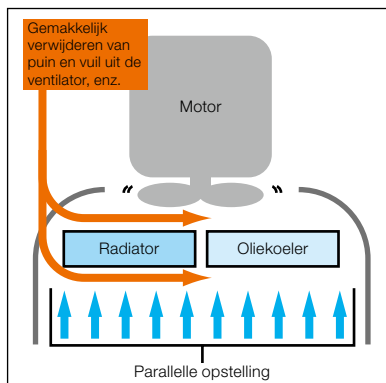 Gemakkelijk
verwijderen van
puin en vuil uit de
ventilator, enz.
Motor
Radiator
Oliekoeler
Parallelle opstelling